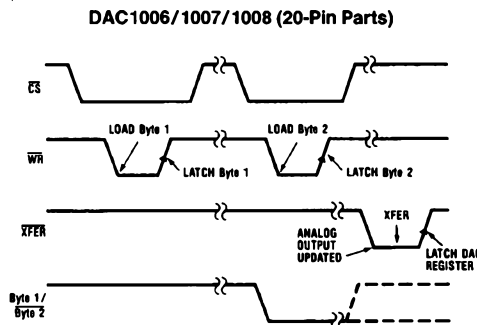 DAC1006/1007/1008 (20-Pin Parts)
CS
LOAD Byte 1
LOAD Byte 2
WR
LATCH Byte 1
LATCH Byte 2
XFER
XFER
ANALOG
OUTPUT
UPDATED
LATCH DAC
REGISTER
Byte 1/
Byte 2